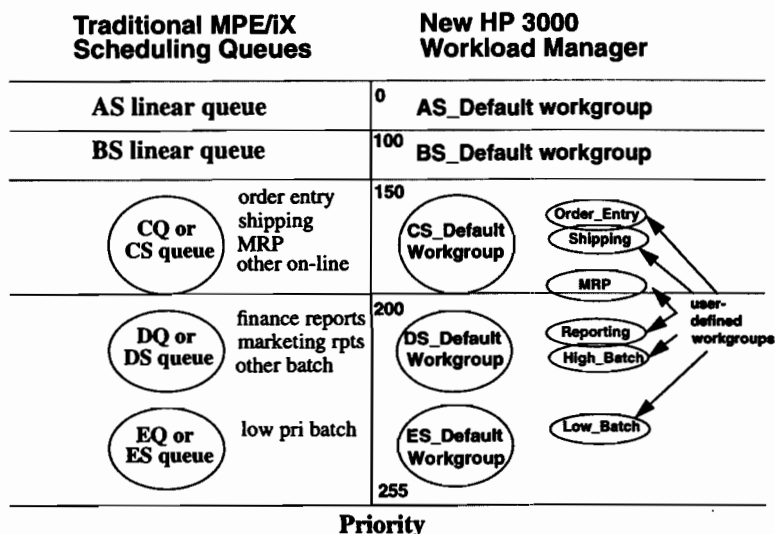 Traditional MPE/iX
Scheduling Queues
New HP 3000
Workload Manager
AS linear queue
0
AS_Default workgroup
BS linear queue
100
BS_Default workgroup
150
CQ or
CS queue
order entry
shipping
MRP
other on-line
CS_Default
Workgroup
Order_Entry
Shipping
MRP
200
DQ or
DS queue
finance reports
marketing rpts
other batch
DS_Default
Workgroup
Reporting
High_Batch
user-
defined
workgroups
EQ or
ES queue
low pri batch
ES_Default
Workgroup
Low_Batch
255
Priority